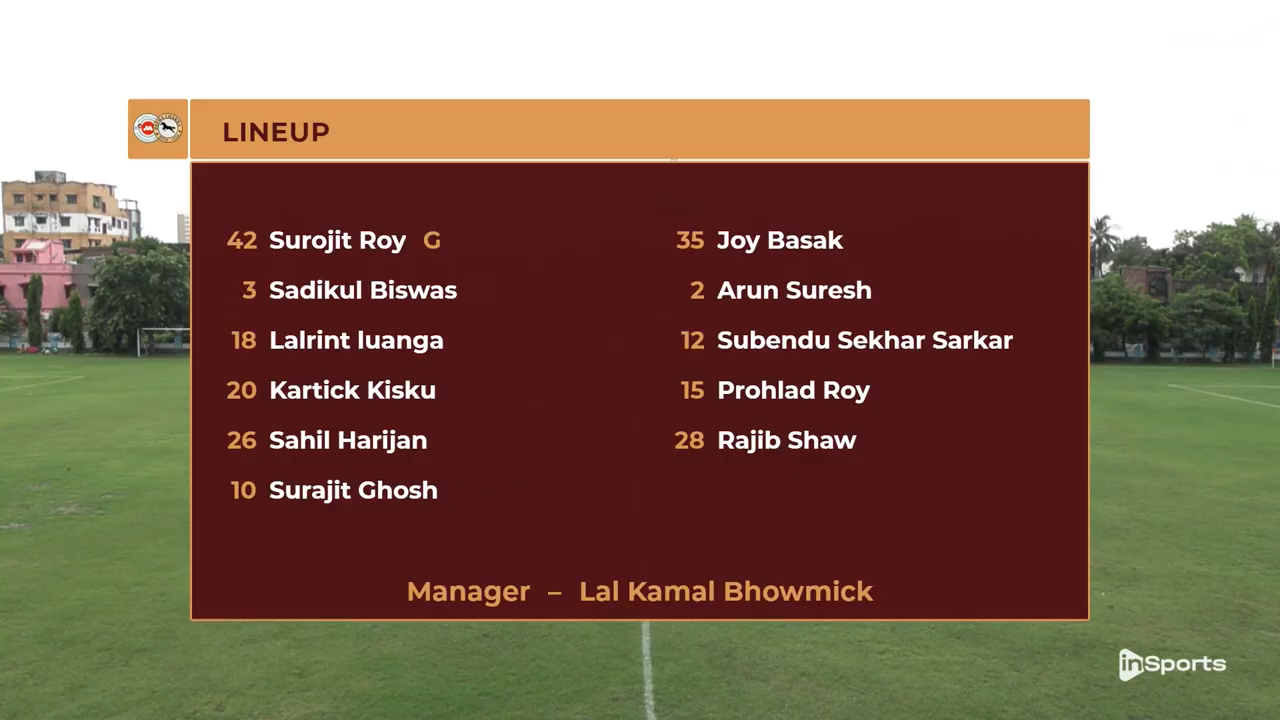 LINEUP
42 Surojit Roy G
3 Sadikul Biswas
18 Lalrint luanga
20 Kartick Kisku
26 Sahil Harijan
10 Surajit Ghosh
35 Joy Basak
2 Arun Suresh
12 Subendu Sekhar Sarkar
15 Prohlad Roy
28 Rajib Shaw
Manager – Lal Kamal Bhowmick
inSports